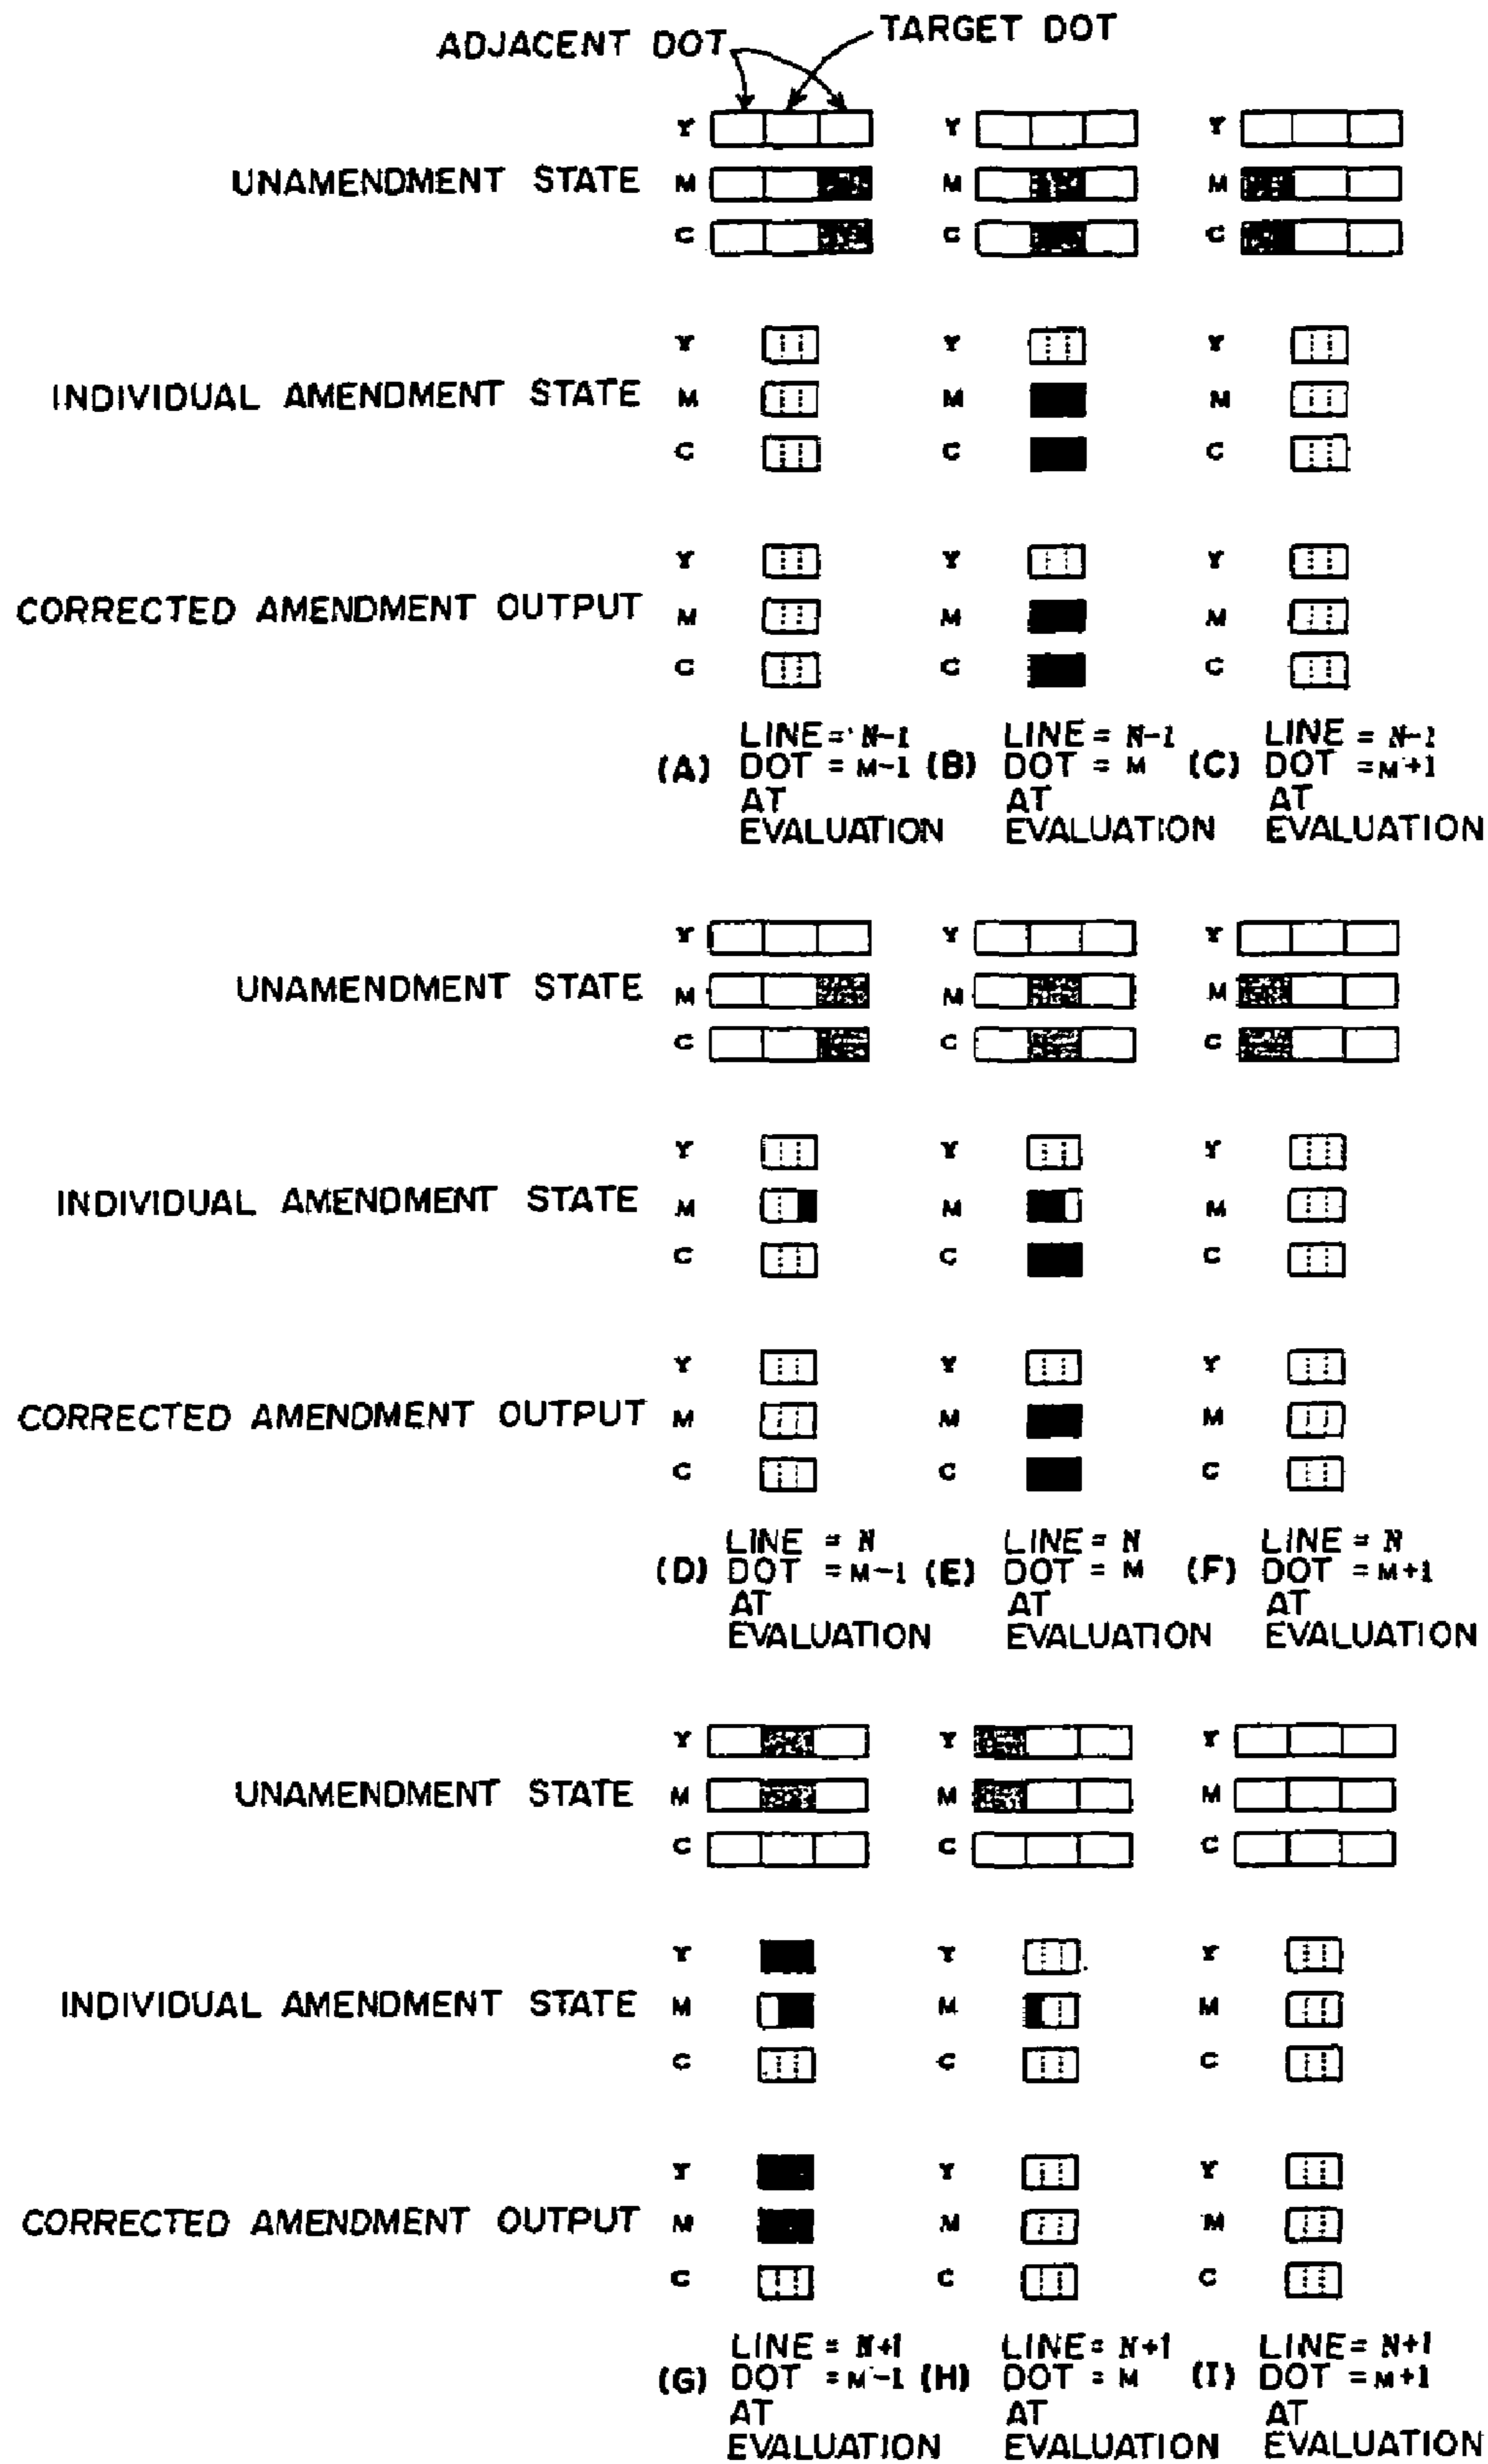 ADJACENT DOT TARGET DOT
Y Y Y
UNAMENDMENT STATE M M M
C C C
Y Y Y
INDIVIDUAL AMENDMENT STATE M M M
C C C
Y Y Y
CORRECTED AMENDMENT OUTPUT M M M
C C C
LINE = N-1 LINE = N-1 LINE = N-1
(A) DOT = M-1 (B) DOT = M (C) DOT = M+1
AT AT AT
EVALUATION EVALUATION EVALUATION
Y Y Y
UNAMENDMENT STATE M M M
C C C
Y Y Y
INDIVIDUAL AMENDMENT STATE M M M
C C C
Y Y Y
CORRECTED AMENDMENT OUTPUT M M M
C C C
LINE = N LINE = N LINE = N
(D) DOT = M-1 (E) DOT = M (F) DOT = M+1
AT AT AT
EVALUATION EVALUATION EVALUATION
Y Y Y
UNAMENDMENT STATE M M M
C C C
Y Y Y
INDIVIDUAL AMENDMENT STATE M M M
C C C
Y Y Y
CORRECTED AMENDMENT OUTPUT M M M
C C C
LINE = N+1 LINE = N+1 LINE = N+1
(G) DOT = M-1 (H) DOT = M (I) DOT = M+1
AT AT AT
EVALUATION EVALUATION EVALUATION